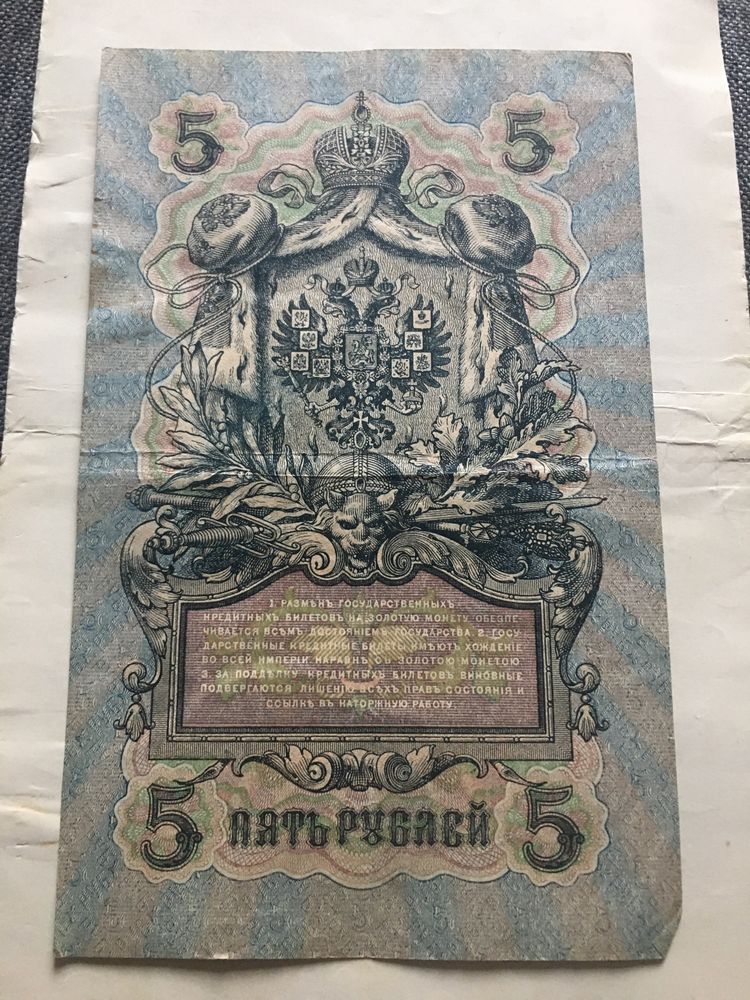 5 5
1. РАЗМѢНЪ ГОСУДАРСТВЕННЫХЪ
КРЕДИТНЫХЪ БИЛЕТОВЪ НА ЗОЛОТУЮ МОНЕТУ ОБЕЗПЕ-
ЧИВАЕТСЯ ВСѢМЪ ДОСТОЯНІЕМЪ ГОСУДАРСТВА. 2. ГОСУ-
ДАРСТВЕННЫЕ КРЕДИТНЫЕ БИЛЕТЫ ИМѢЮТЪ ХОЖДЕНІЕ
ВО ВСЕЙ ИМПЕРІИ НАРАВНѢ СЪ ЗОЛОТОЮ МОНЕТОЮ.
3. ЗА ПОДДѢЛКУ КРЕДИТНЫХЪ БИЛЕТОВЪ ВИНОВНЫЕ
ПОДВЕРГАЮТСЯ ЛИШЕНІЮ ВСѢХЪ ПРАВЪ СОСТОЯНІЯ И
ССЫЛКѢ ВЪ КАТОРЖНУЮ РАБОТУ.
5 ПЯТЬ РУБЛЕЙ 5